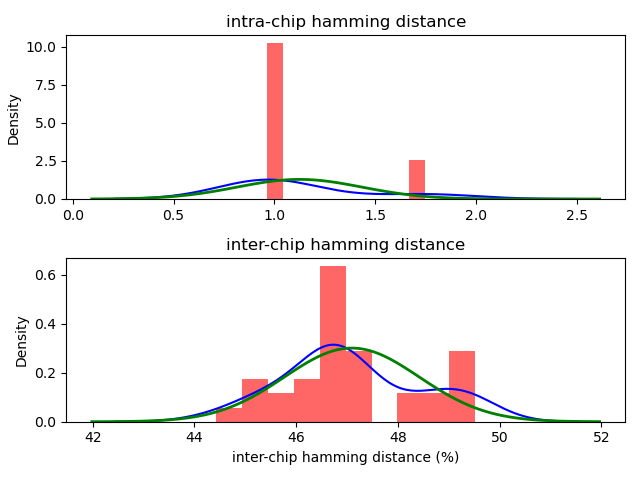 intra-chip hamming distance
Density
10.0
7.5
5.0
2.5
0.0
0.0 0.5 1.0 1.5 2.0 2.5
inter-chip hamming distance
Density
0.6
0.4
0.2
0.0
42 44 46 48 50 52
inter-chip hamming distance (%)